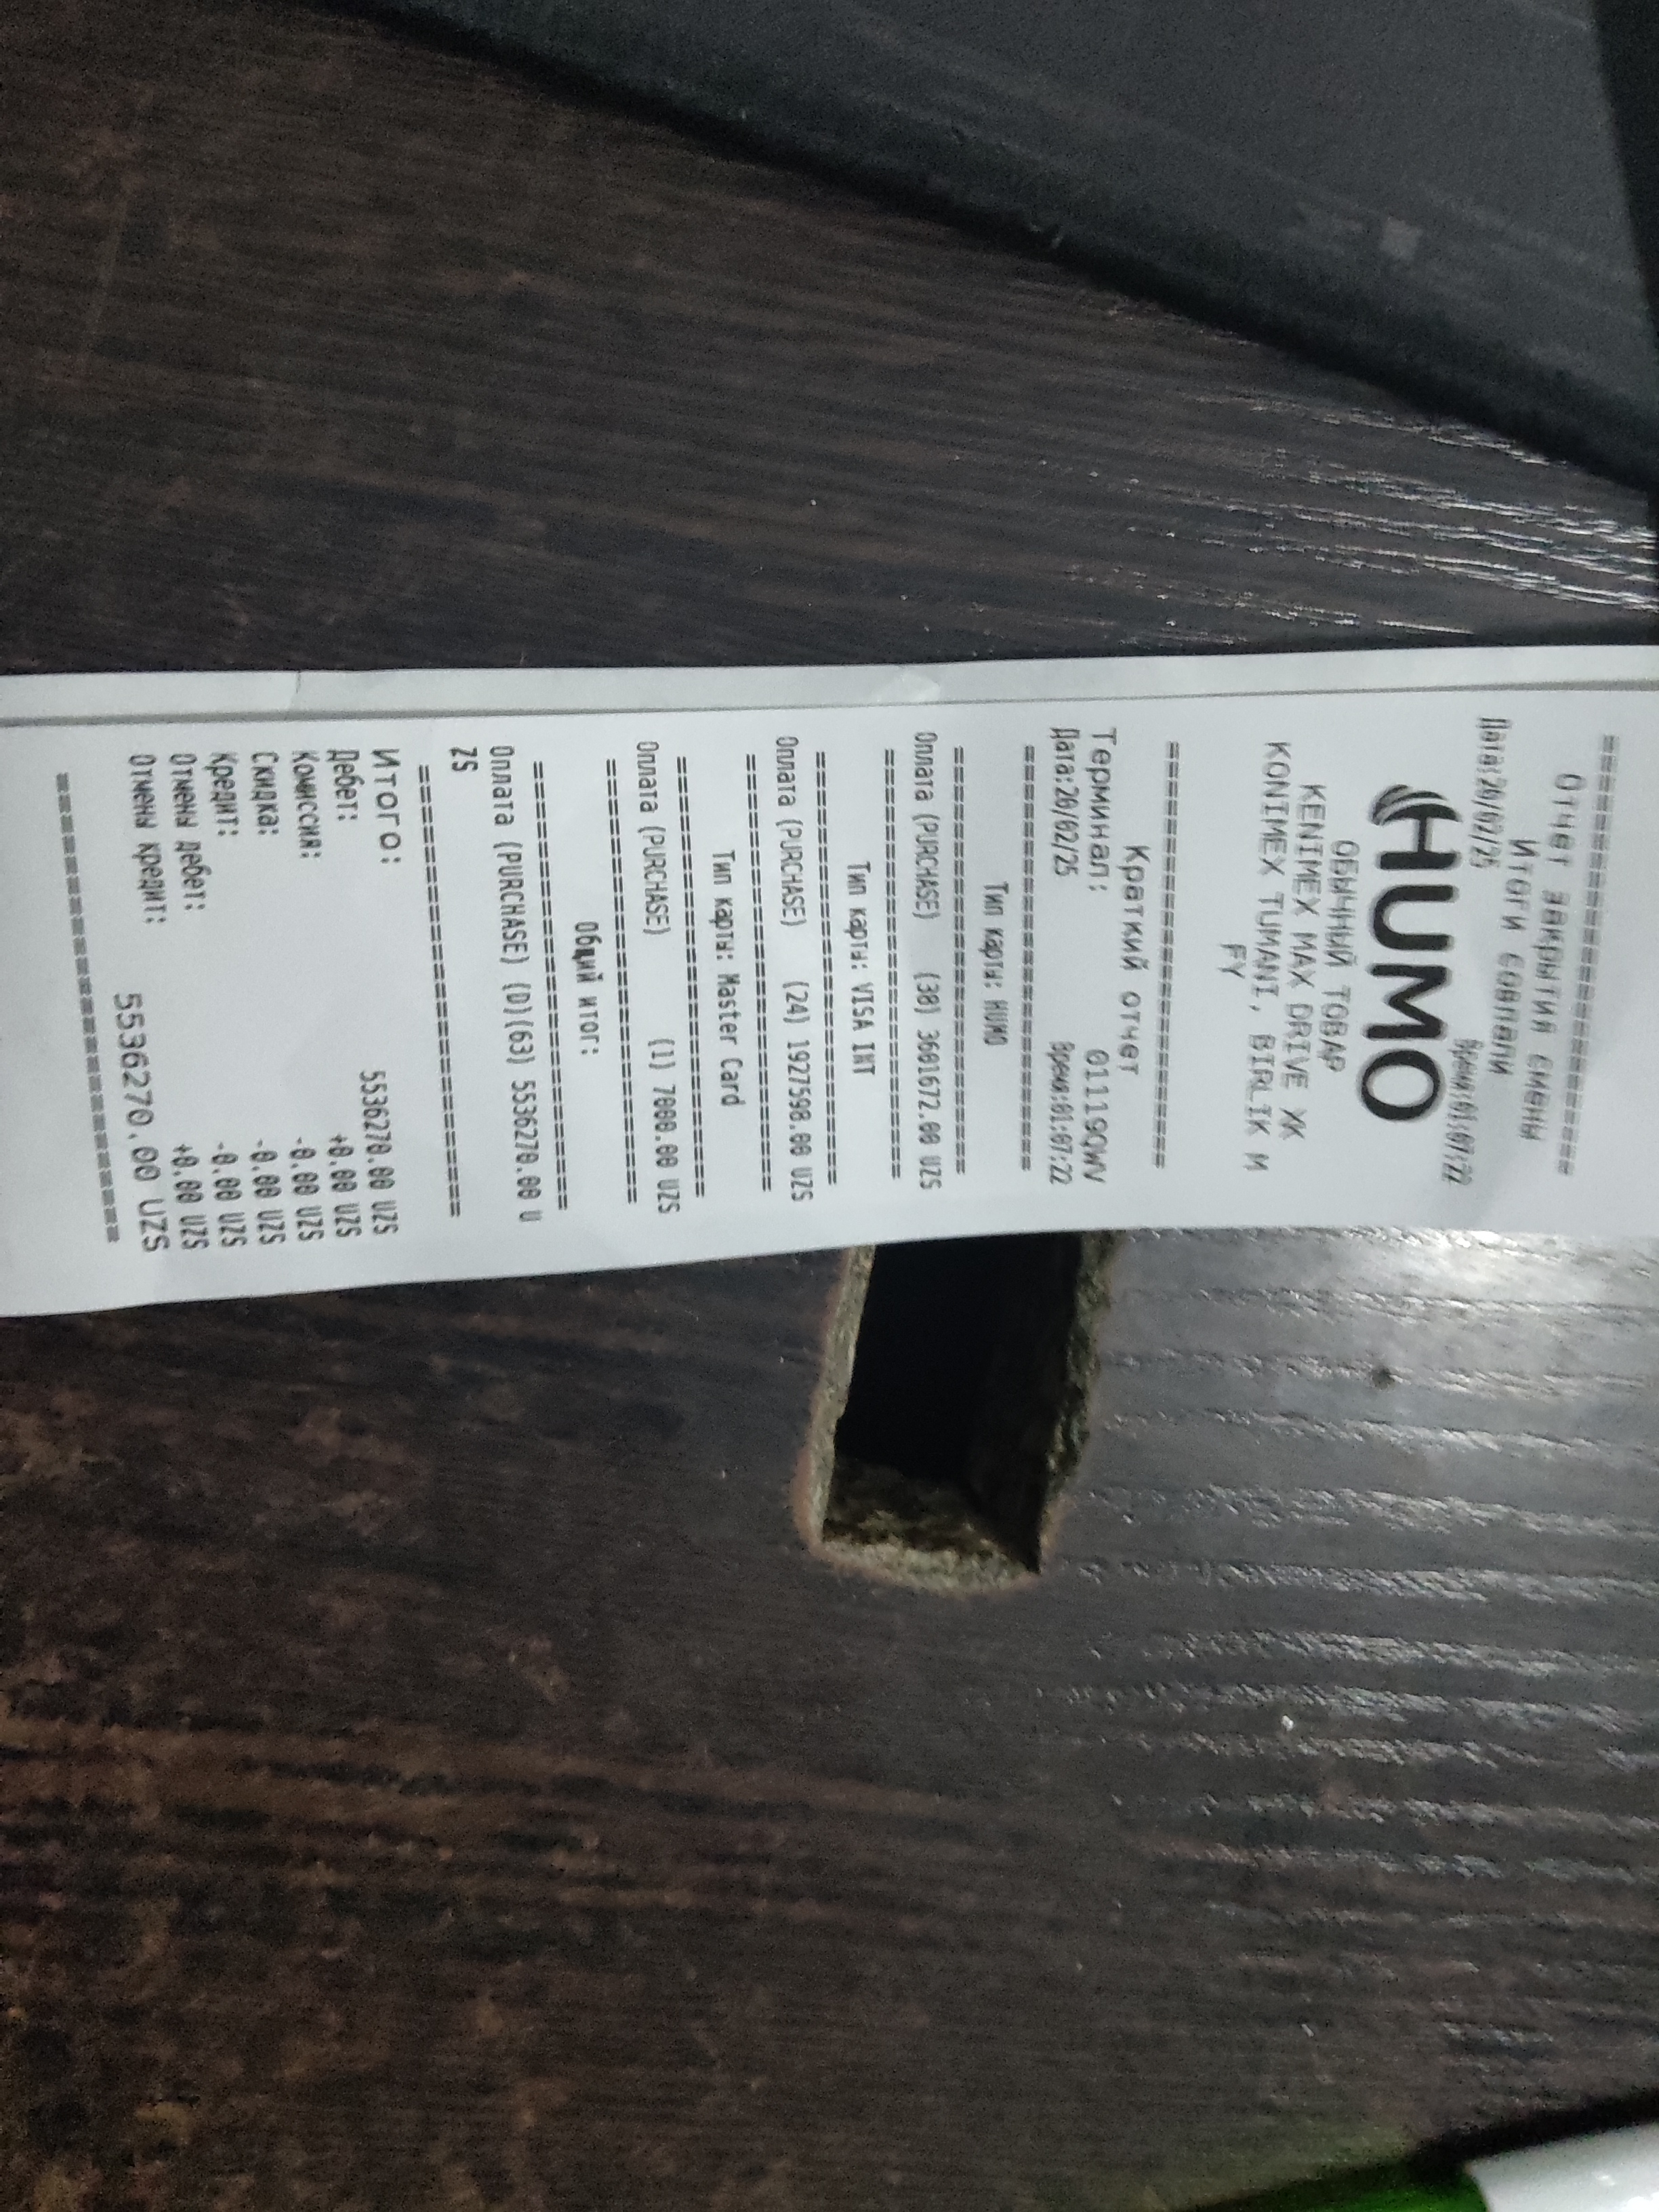 ==============================
Отчет закрытия смены
Итоги совпали
Дата:26/02/25 Время:01:07:22
HUMO
ОБЫЧНЫЙ ТОВАР
KENIMEX MAX DRIVE XK
KONIMEX TUMANI, BIRLIK M
FY
==============================
Краткий отчет
Терминал: 011119QWV
Дата:26/02/25 Время:01:07:22
==============================
Тип карты: HUMO
==============================
Оплата (PURCHASE) (38) 3601672.00 UZS
==============================
Тип карты: VISA INT
==============================
Оплата (PURCHASE) (24) 1927598.00 UZS
==============================
Тип карты: Master Card
==============================
Оплата (PURCHASE) (1) 7000.00 UZS
==============================
Общий итог:
==============================
Оплата (PURCHASE) (D)(63) 5536270.00 U
ZS
==============================
Итого: 5536270.00 UZS
Дебет: +0.00 UZS
Комиссия: -0.00 UZS
Скидка: -0.00 UZS
Кредит: -0.00 UZS
Отмены дебет: +0.00 UZS
Отмены кредит:
5536270.00 UZS
==============================